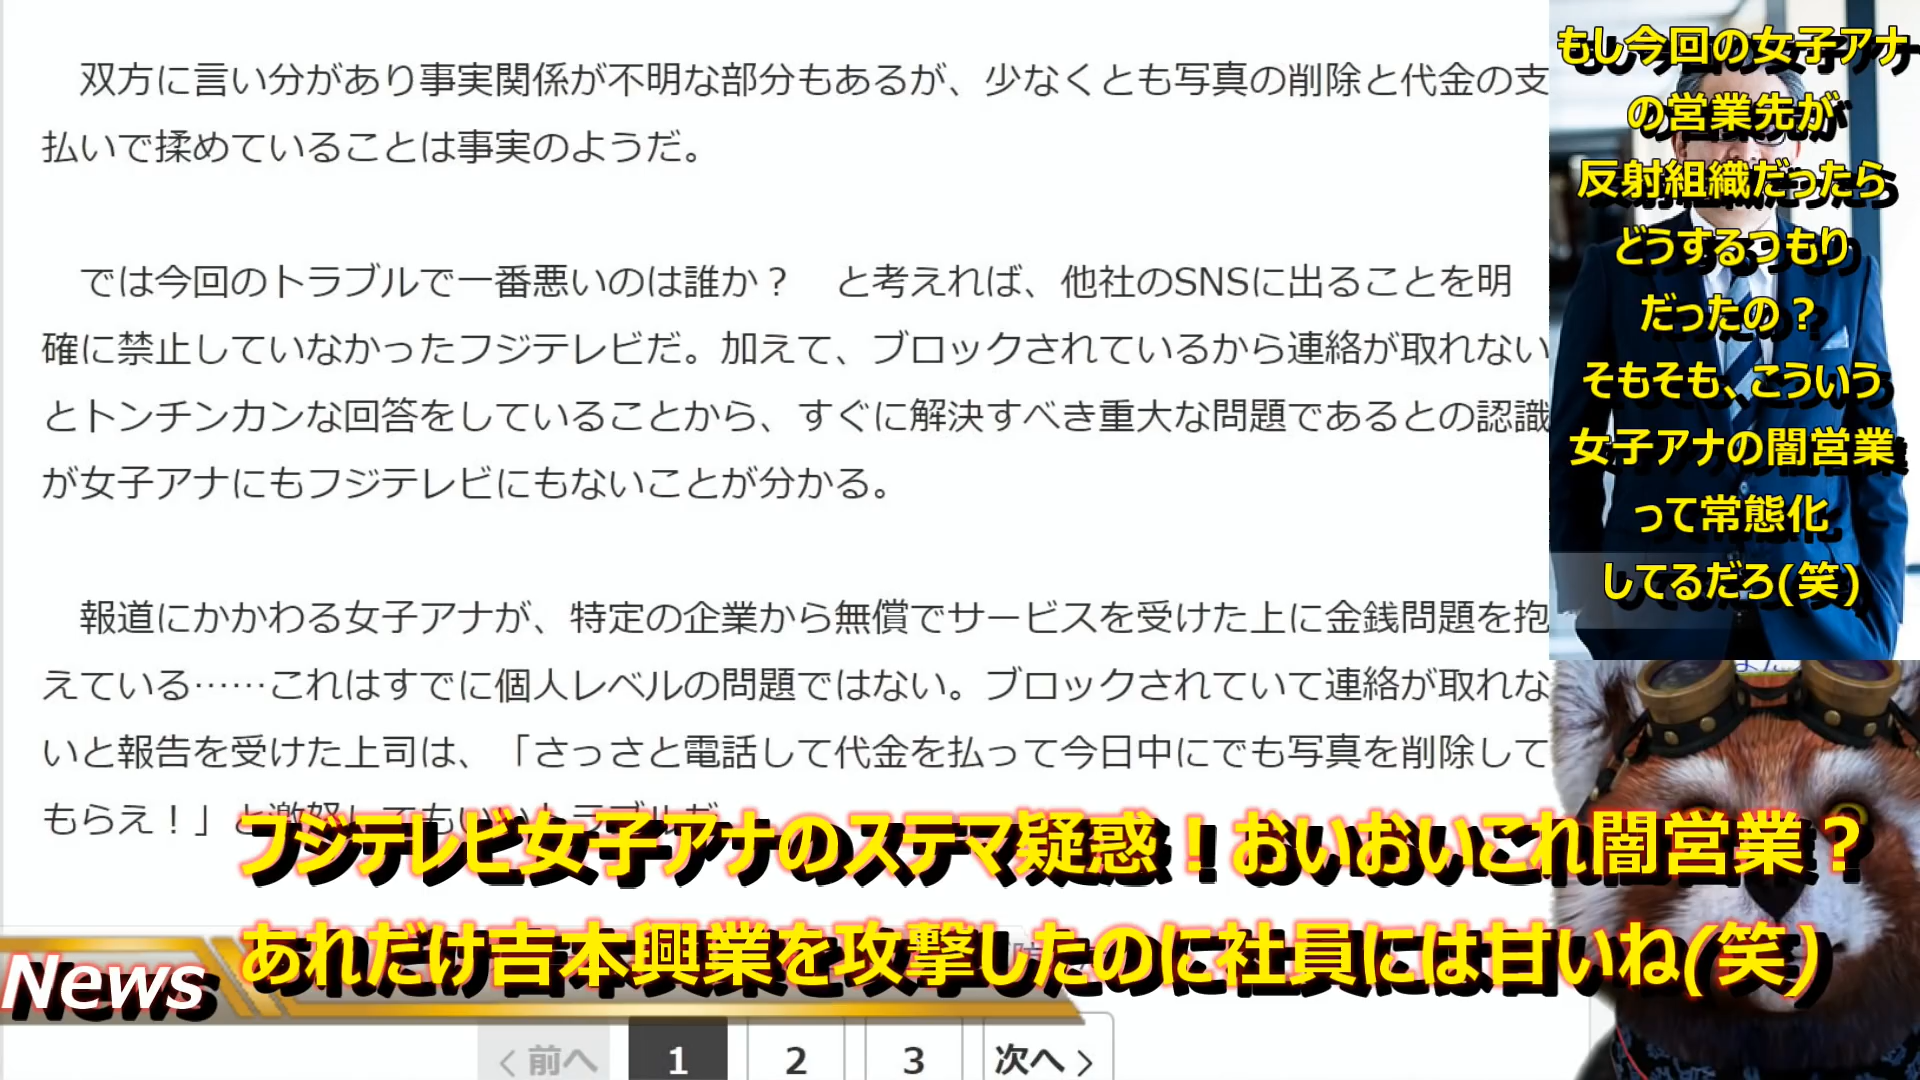 双方に言い分があり事実関係が不明な部分もあるが、少なくとも写真の削除と代金の支
払いで揉めていることは事実のようだ。
では今回のトラブルで一番悪いのは誰か？　と考えれば、他社のSNSに出ることを明
確に禁止していなかったフジテレビだ。加えて、ブロックされているから連絡が取れない
とトンチンカンな回答をしていることから、すぐに解決すべき重大な問題であるとの認識
が女子アナにもフジテレビにもないことが分かる。
報道にかかわる女子アナが、特定の企業から無償でサービスを受けた上に金銭問題を抱
えている……これはすでに個人レベルの問題ではない。ブロックされていて連絡が取れな
いと報告を受けた上司は、「さっさと電話して代金を払って今日中にでも写真を削除して
もらえ！」と激怒してもいいトラブルだ
もし今回の女子アナ
の営業先が
反射組織だったら
どうするつもり
だったの？
そもそも、こういう
女子アナの闇営業
って常態化
してるだろ(笑)
フジテレビ女子アナのステマ疑惑！おいおいこれ闇営業？
あれだけ吉本興業を攻撃したのに社員には甘いね(笑)
News
前へ 1 2 3 次へ